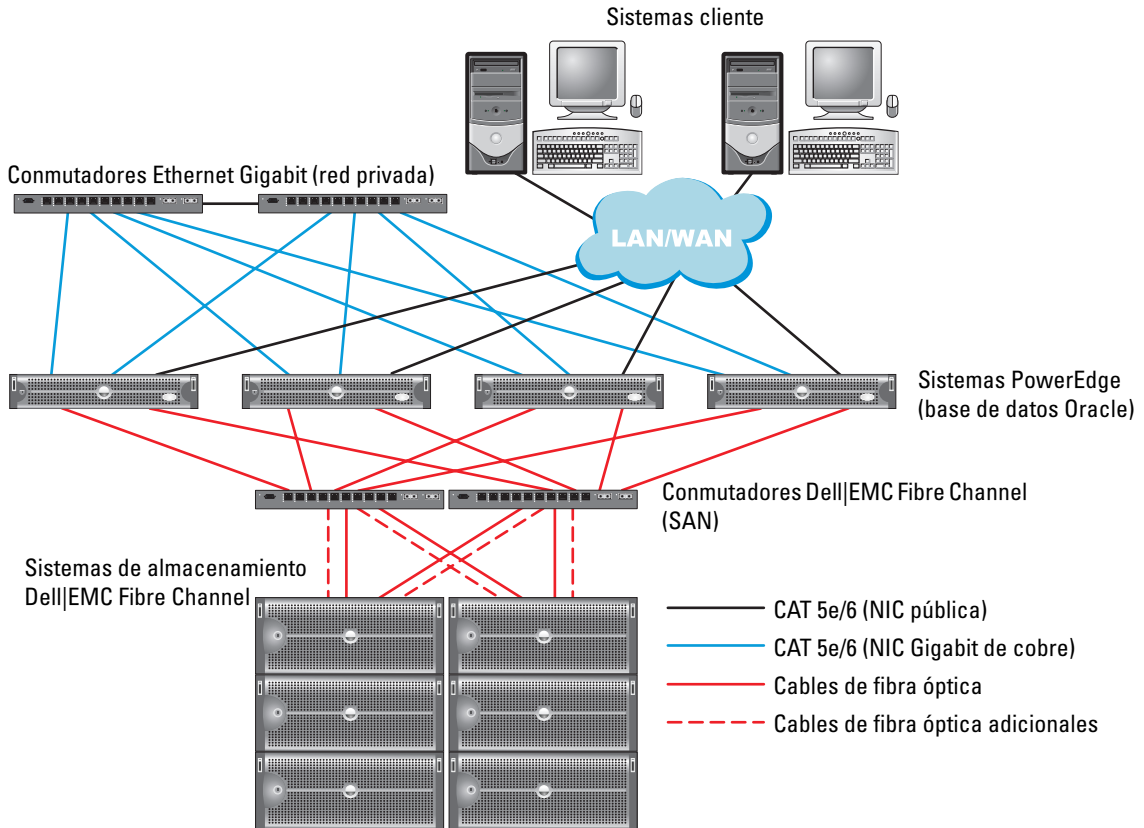 Sistemas cliente
Conmutadores Ethernet Gigabit (red privada)
LAN/WAN
Sistemas PowerEdge
(base de datos Oracle)
Conmutadores Dell|EMC Fibre Channel
(SAN)
Sistemas de almacenamiento
Dell|EMC Fibre Channel
CAT 5e/6 (NIC pública)
CAT 5e/6 (NIC Gigabit de cobre)
Cables de fibra óptica
Cables de fibra óptica adicionales